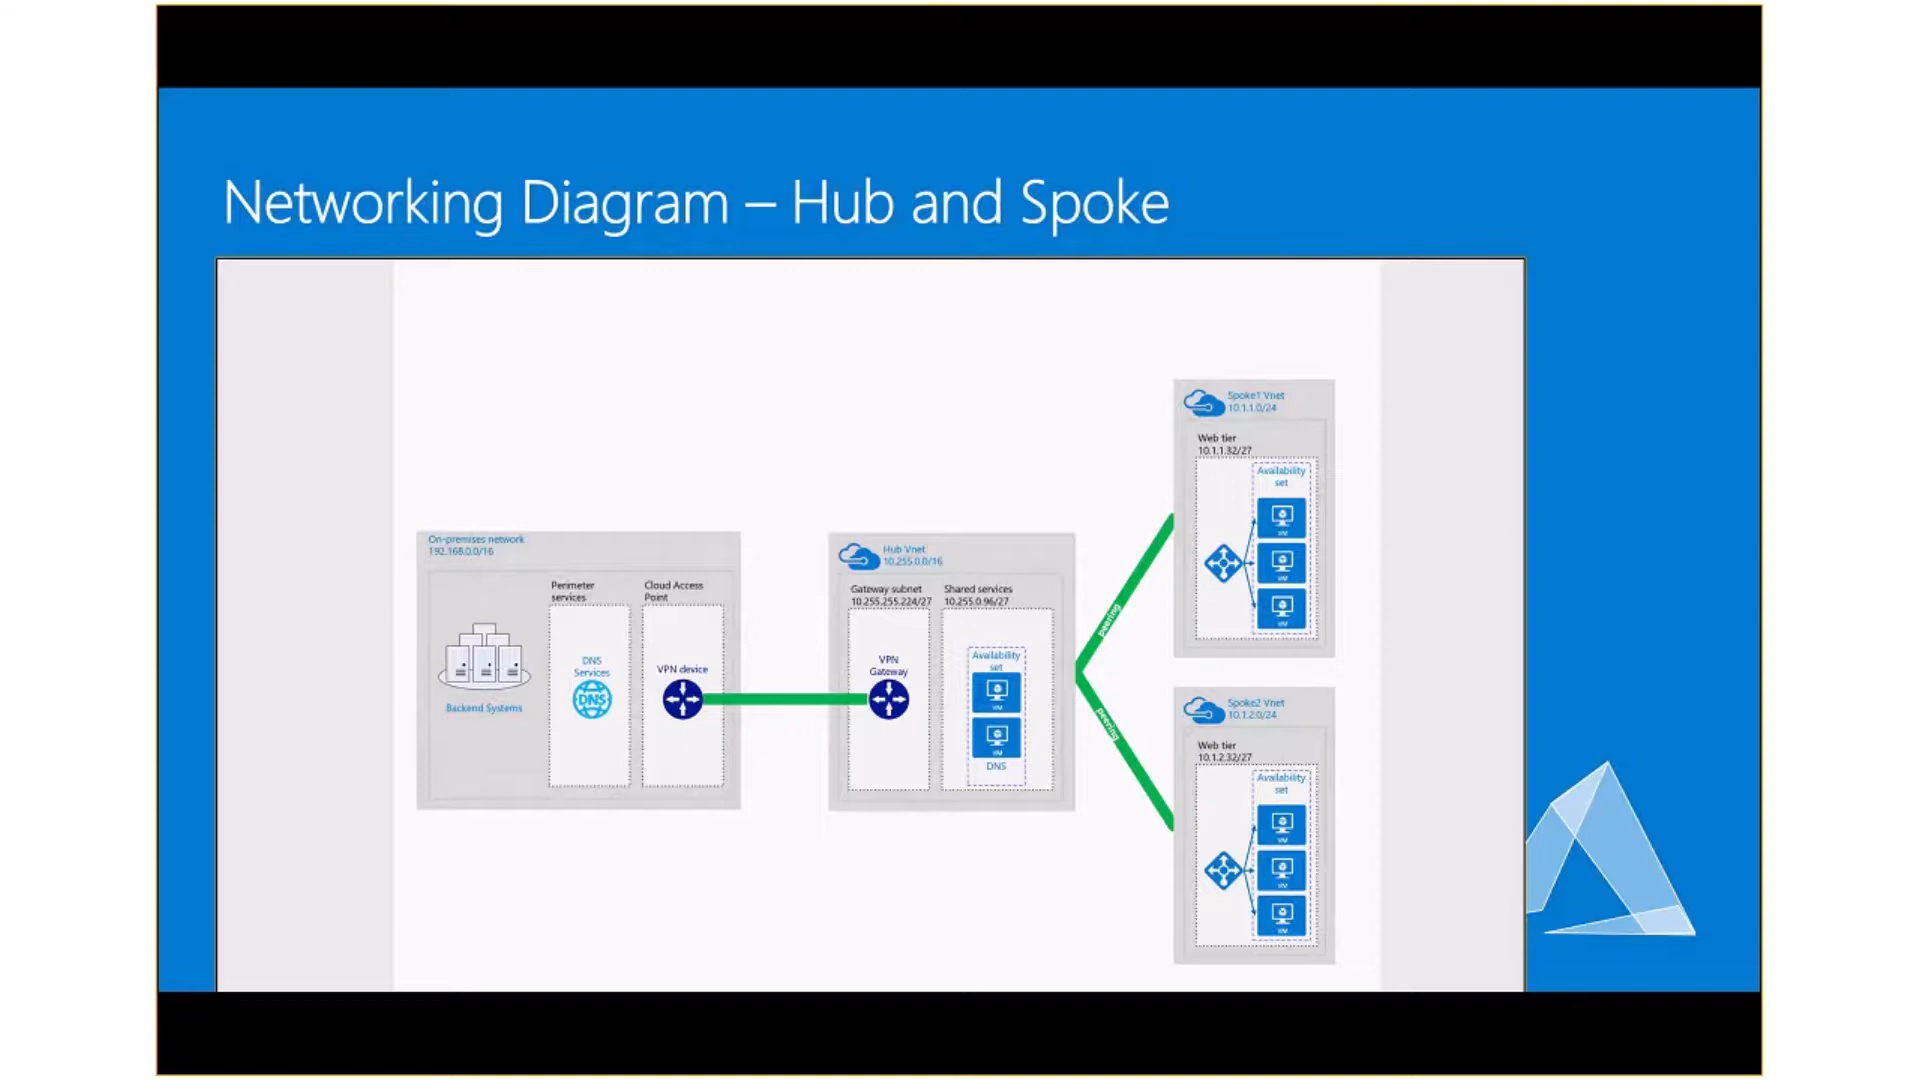 Networking Diagram – Hub and Spoke
On-premises network
192.168.0.0/16
Backend Systems
Perimeter
services
DNS
Services
DNS
Cloud Access
Point
VPN device
Hub Vnet
10.255.0.0/16
Gateway subnet
10.255.255.224/27
VPN
Gateway
Shared services
10.255.0.96/27
Availability
set
VM
VM
DNS
peering
peering
Spoke1 Vnet
10.1.1.0/24
Web tier
10.1.1.32/27
Availability
set
VM
VM
VM
Spoke2 Vnet
10.1.2.0/24
Web tier
10.1.2.32/27
Availability
set
VM
VM
VM